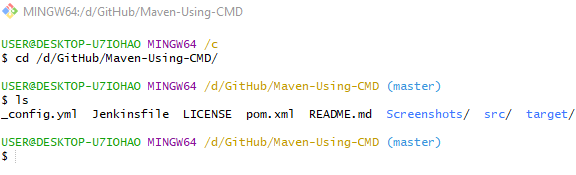 MINGW64:/d/GitHub/Maven-Using-CMD
USER@DESKTOP-U7IOHAO MINGW64 /c
$ cd /d/GitHub/Maven-Using-CMD/
USER@DESKTOP-U7IOHAO MINGW64 /d/GitHub/Maven-Using-CMD (master)
$ ls
_config.yml Jenkinsfile LICENSE pom.xml README.md Screenshots/ src/ target/
USER@DESKTOP-U7IOHAO MINGW64 /d/GitHub/Maven-Using-CMD (master)
$